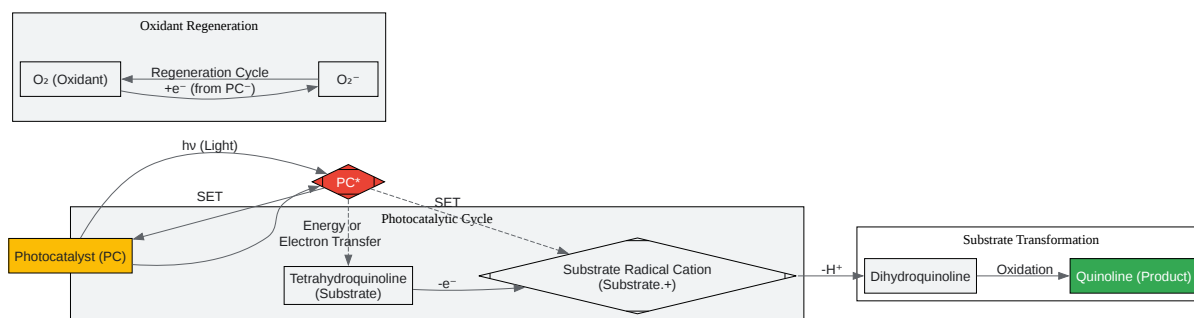 Oxidant Regeneration
O₂ (Oxidant)
Regeneration Cycle
+e⁻ (from PC⁻)
O₂⁻
hν (Light)
PC*
SET
SET
Photocatalytic Cycle
Energy or
Electron Transfer
Photocatalyst (PC)
Tetrahydroquinoline
(Substrate)
-e⁻
Substrate Radical Cation
(Substrate.+)
-H⁺
Substrate Transformation
Dihydroquinoline
Oxidation
Quinoline (Product)